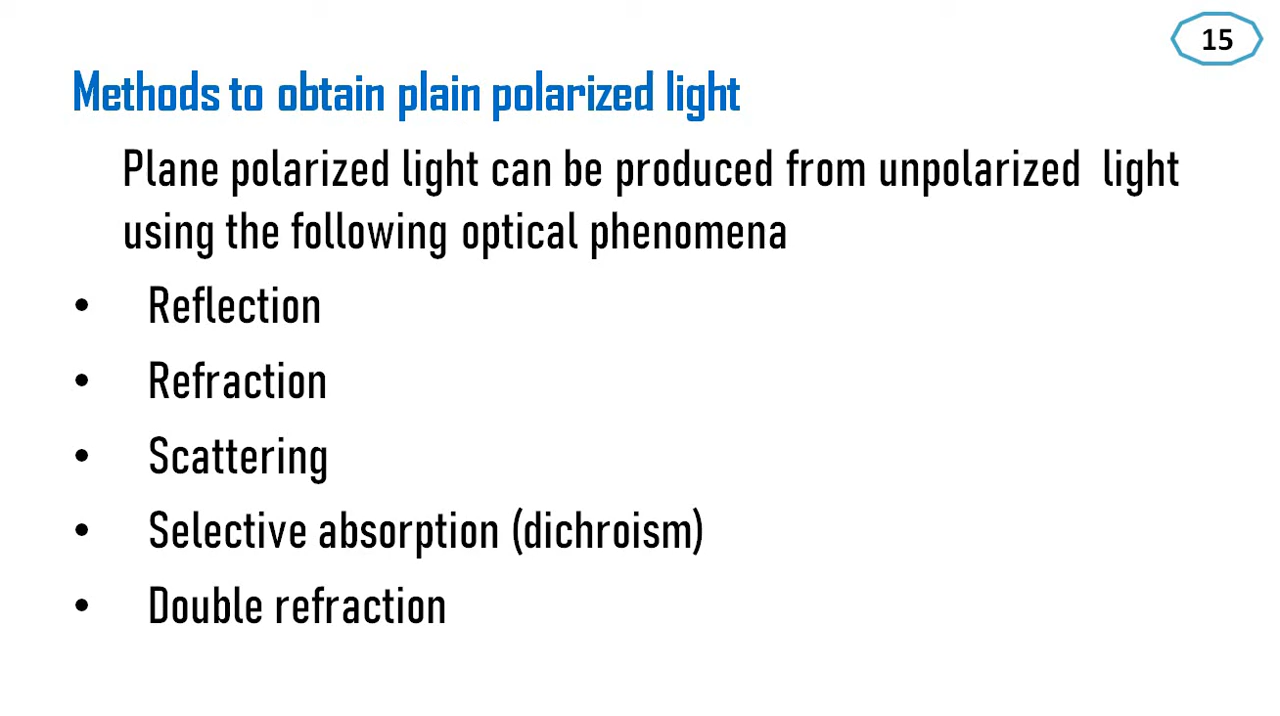 15
Methods to obtain plain polarized light
Plane polarized light can be produced from unpolarized light
using the following optical phenomena
• Reflection
• Refraction
• Scattering
• Selective absorption (dichroism)
• Double refraction